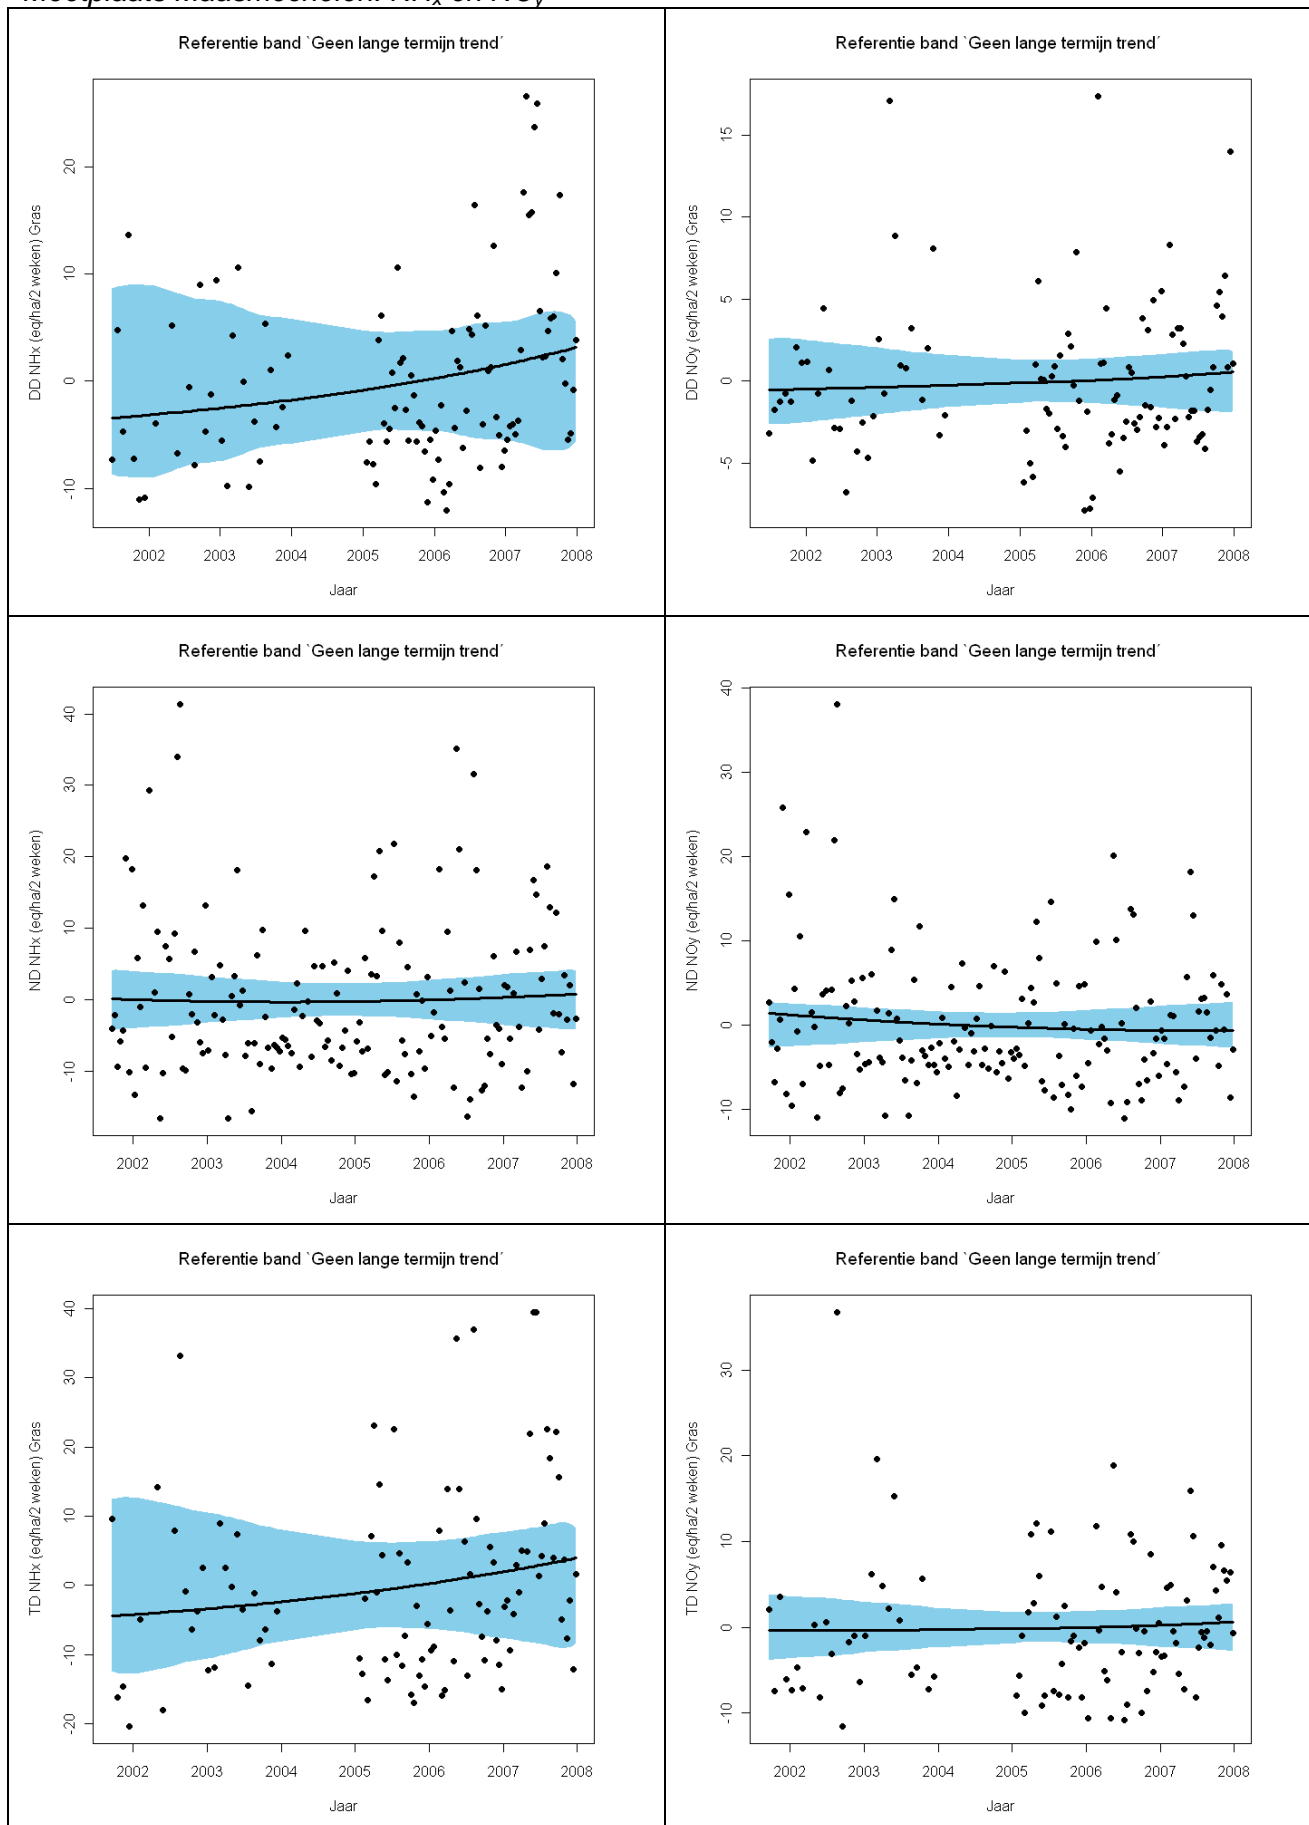 Meetplaats Maasmechelen: NHx en NOy
Referentie band `Geen lange termijn trend´
DD NHx (eq/ha/2 weken) Gras
20
10
0
-10
2002 2003 2004 2005 2006 2007 2008
Jaar
Referentie band `Geen lange termijn trend´
DD NOy (eq/ha/2 weken) Gras
15
10
5
0
-5
2002 2003 2004 2005 2006 2007 2008
Jaar
Referentie band `Geen lange termijn trend´
ND NHx (eq/ha/2 weken)
40
30
20
10
0
-10
2002 2003 2004 2005 2006 2007 2008
Jaar
Referentie band `Geen lange termijn trend´
ND NOy (eq/ha/2 weken)
40
30
20
10
0
-10
2002 2003 2004 2005 2006 2007 2008
Jaar
Referentie band `Geen lange termijn trend´
TD NHx (eq/ha/2 weken) Gras
40
30
20
10
0
-10
-20
2002 2003 2004 2005 2006 2007 2008
Jaar
Referentie band `Geen lange termijn trend´
TD NOy (eq/ha/2 weken) Gras
30
20
10
0
-10
2002 2003 2004 2005 2006 2007 2008
Jaar